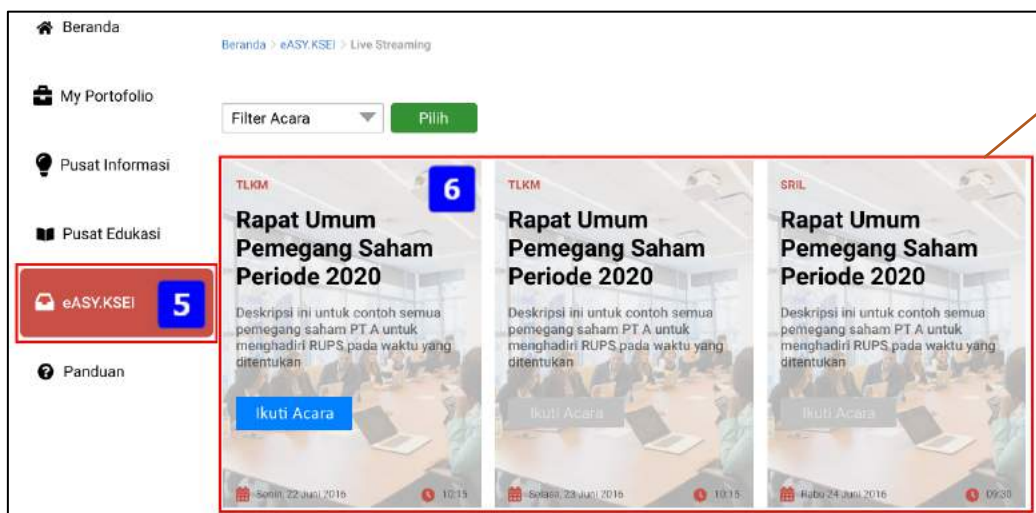 Beranda
Beranda > eASY.KSEI > Live Streaming
My Portofolio
Filter Acara
Pilih
Pusat Informasi
Pusat Edukasi
eASY.KSEI
5
Panduan
TLKM
6
Rapat Umum
Pemegang Saham
Periode 2020
Deskripsi ini untuk contoh semua
pemegang saham PT A untuk
menghadiri RUPS pada waktu yang
ditentukan
Ikuti Acara
Senin, 22 Juni 2016
10:15
TLKM
Rapat Umum
Pemegang Saham
Periode 2020
Deskripsi ini untuk contoh semua
pemegang saham PT A untuk
menghadiri RUPS pada waktu yang
ditentukan
Ikuti Acara
Selasa, 23 Juni 2016
10:15
SRIL
Rapat Umum
Pemegang Saham
Periode 2020
Deskripsi ini untuk contoh semua
pemegang saham PT A untuk
menghadiri RUPS pada waktu yang
ditentukan
Ikuti Acara
Rabu 24 Juni 2016
09:30